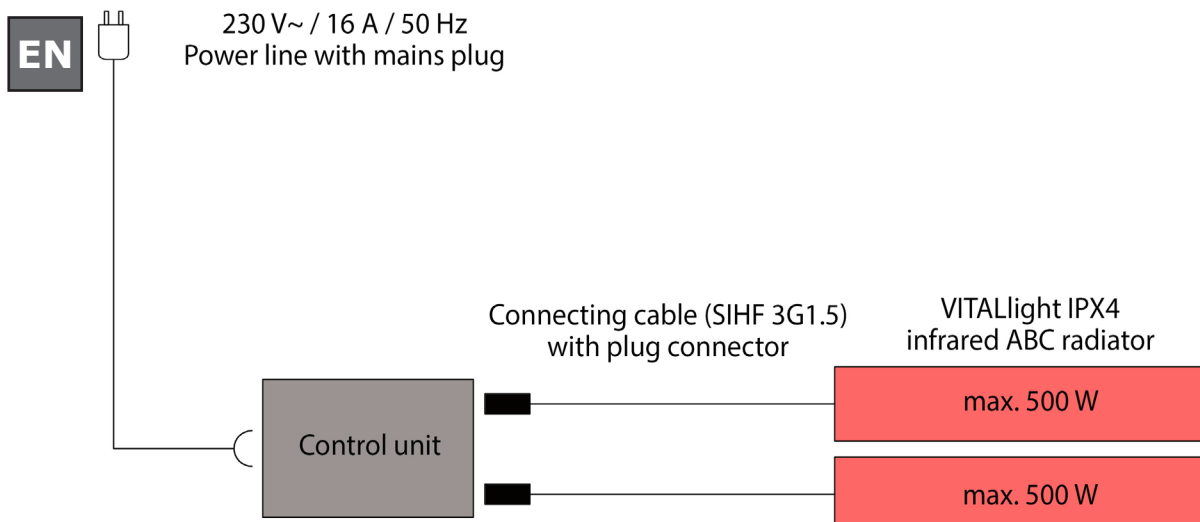 EN
230 V~ / 16 A / 50 Hz
Power line with mains plug
Connecting cable (SIHF 3G1.5)
with plug connector
VITALlight IPX4
infrared ABC radiator
Control unit
max. 500 W
max. 500 W